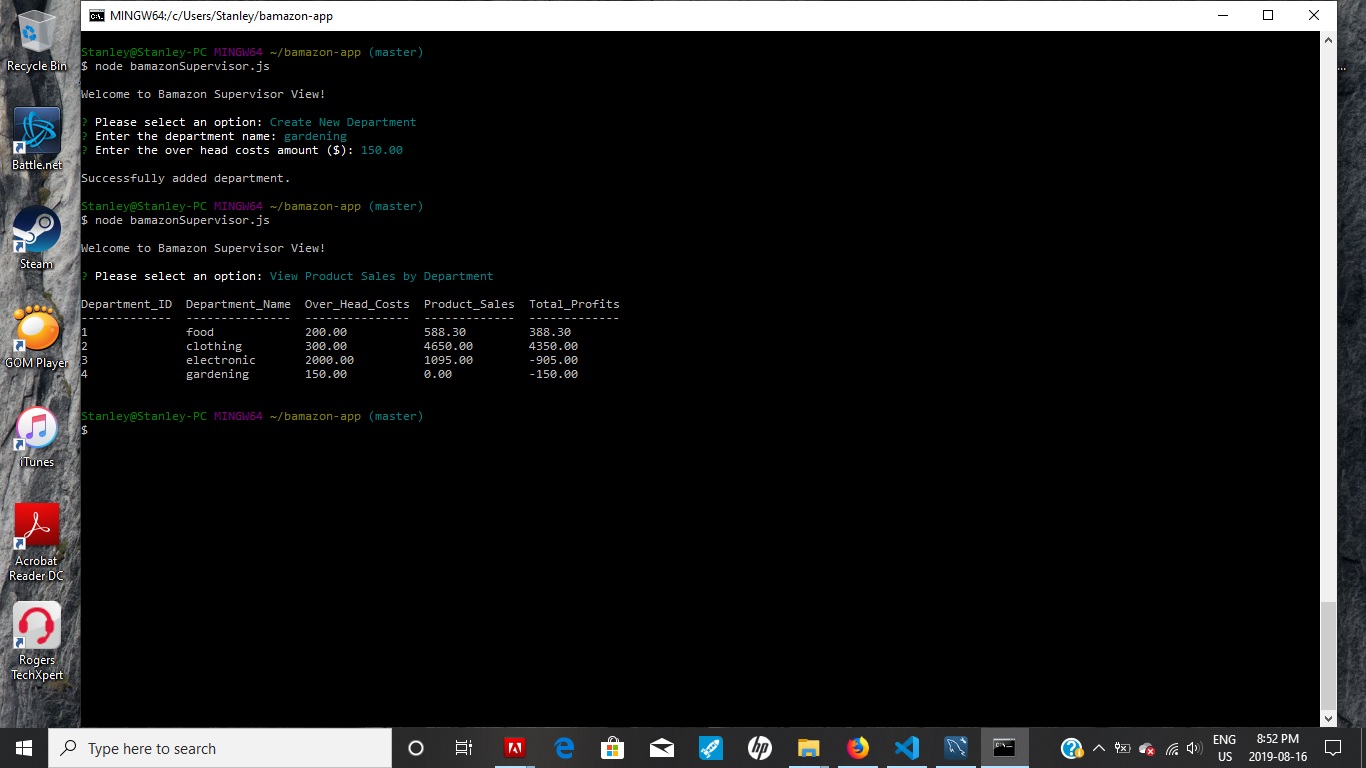 MINGW64:/c/Users/Stanley/bamazon-app
Recycle Bin
Battle.net
Steam
GOM Player
iTunes
Acrobat
Reader DC
Rogers
TechXpert
Stanley@Stanley-PC MINGW64 ~/bamazon-app (master)
$ node bamazonSupervisor.js
Welcome to Bamazon Supervisor View!
? Please select an option: Create New Department
? Enter the department name: gardening
? Enter the over head costs amount ($): 150.00
Successfully added department.
Stanley@Stanley-PC MINGW64 ~/bamazon-app (master)
$ node bamazonSupervisor.js
Welcome to Bamazon Supervisor View!
? Please select an option: View Product Sales by Department
Department_ID  Department_Name  Over_Head_Costs  Product_Sales  Total_Profits
-------------  ---------------  ---------------  -------------  -------------
1              food             200.00           588.30         388.30
2              clothing         300.00           4650.00        4350.00
3              electronic       2000.00          1095.00        -905.00
4              gardening        150.00           0.00           -150.00
Stanley@Stanley-PC MINGW64 ~/bamazon-app (master)
$
...
Type here to search
hp
ENG
US
8:52 PM
2019-08-16